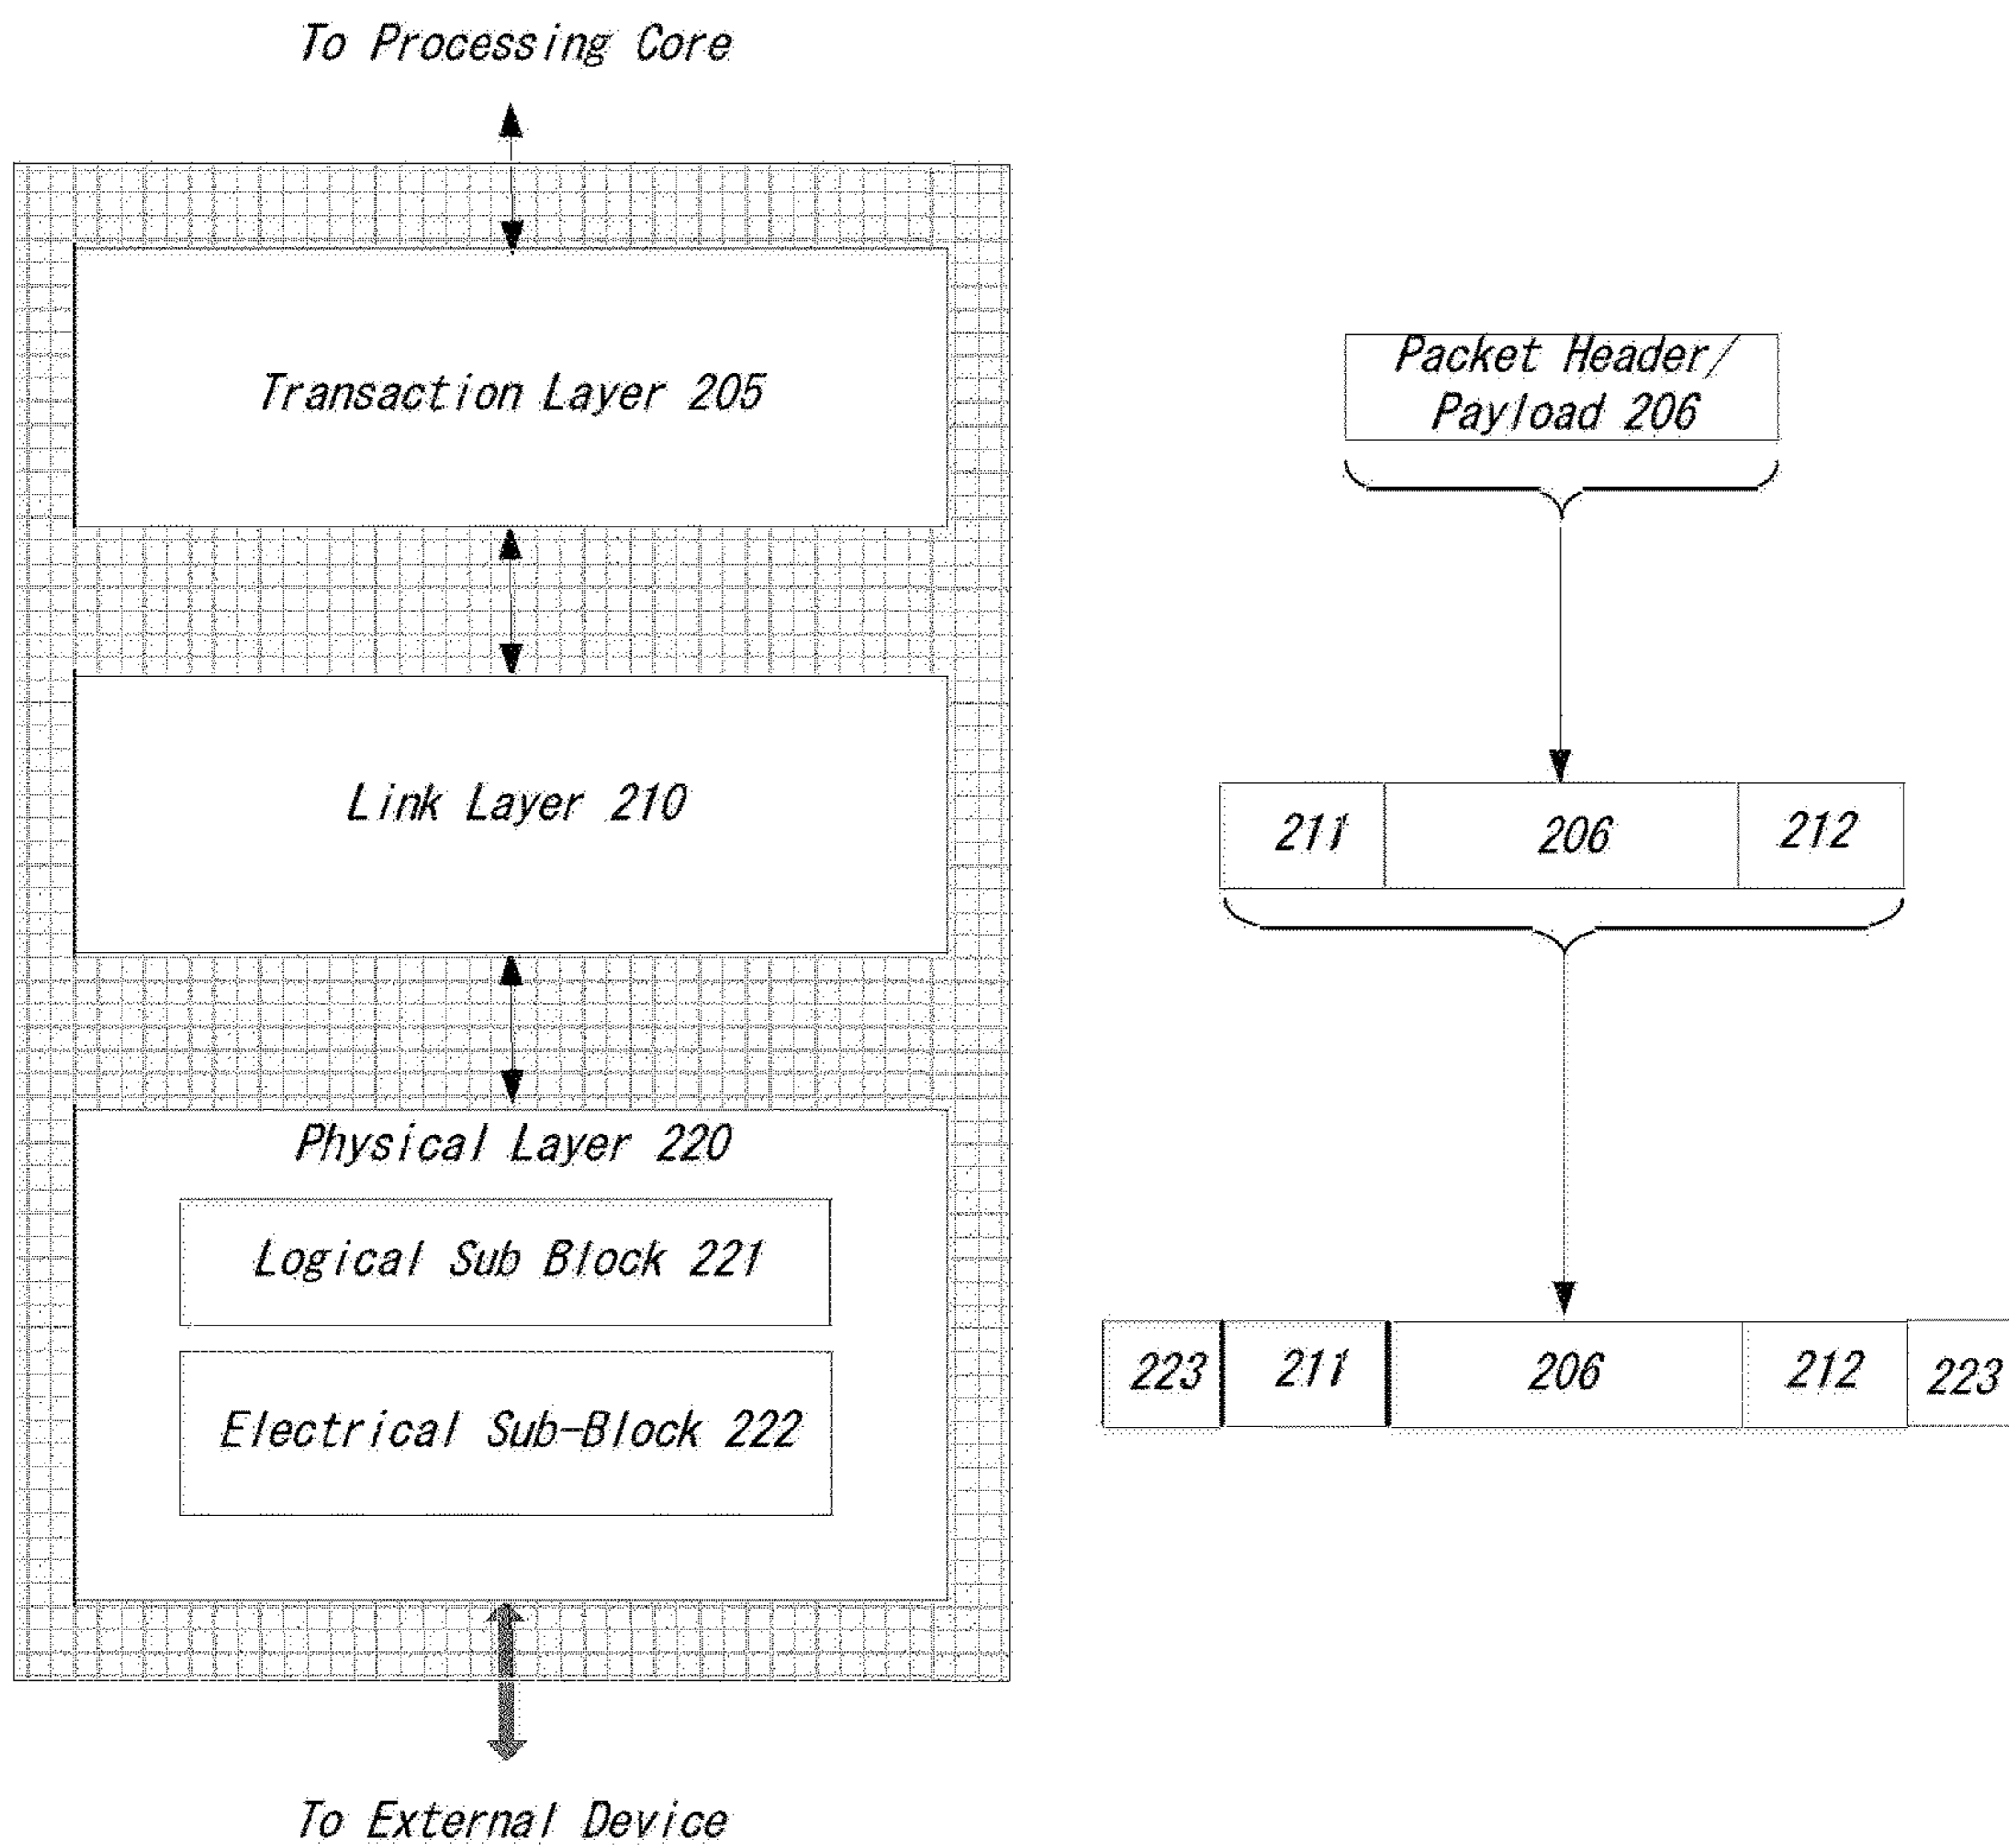 To Processing Core
Transaction Layer 205
Packet Header/
Payload 206
Link Layer 210
211 206 212
Physical Layer 220
Logical Sub Block 221
Electrical Sub-Block 222
223 211 206 212 223
To External Device